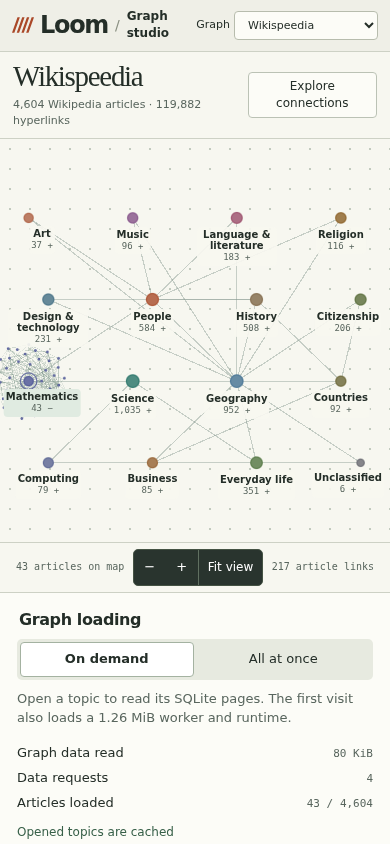 Loom / Graph studio
Graph Wikispeedia
Wikispeedia
4,604 Wikipedia articles · 119,882
hyperlinks
Explore
connections
Art
37 +
Music
96 +
Language &
literature
183 +
Religion
116 +
Design &
technology
231 +
People
584 +
History
508 +
Citizenship
206 +
Mathematics
43 −
Science
1,035 +
Geography
952 +
Countries
92 +
Computing
79 +
Business
85 +
Everyday life
351 +
Unclassified
6 +
43 articles on map − + Fit view 217 article links
Graph loading
On demand All at once
Open a topic to read its SQLite pages. The first visit
also loads a 1.26 MiB worker and runtime.
Graph data read 80 KiB
Data requests 4
Articles loaded 43 / 4,604
Opened topics are cached